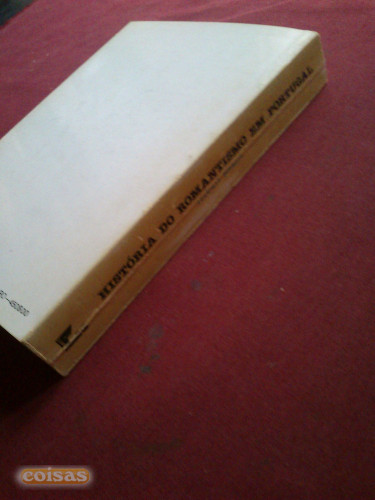 HISTÓRIA DO ROMANTISMO EM PORTUGAL
coisas